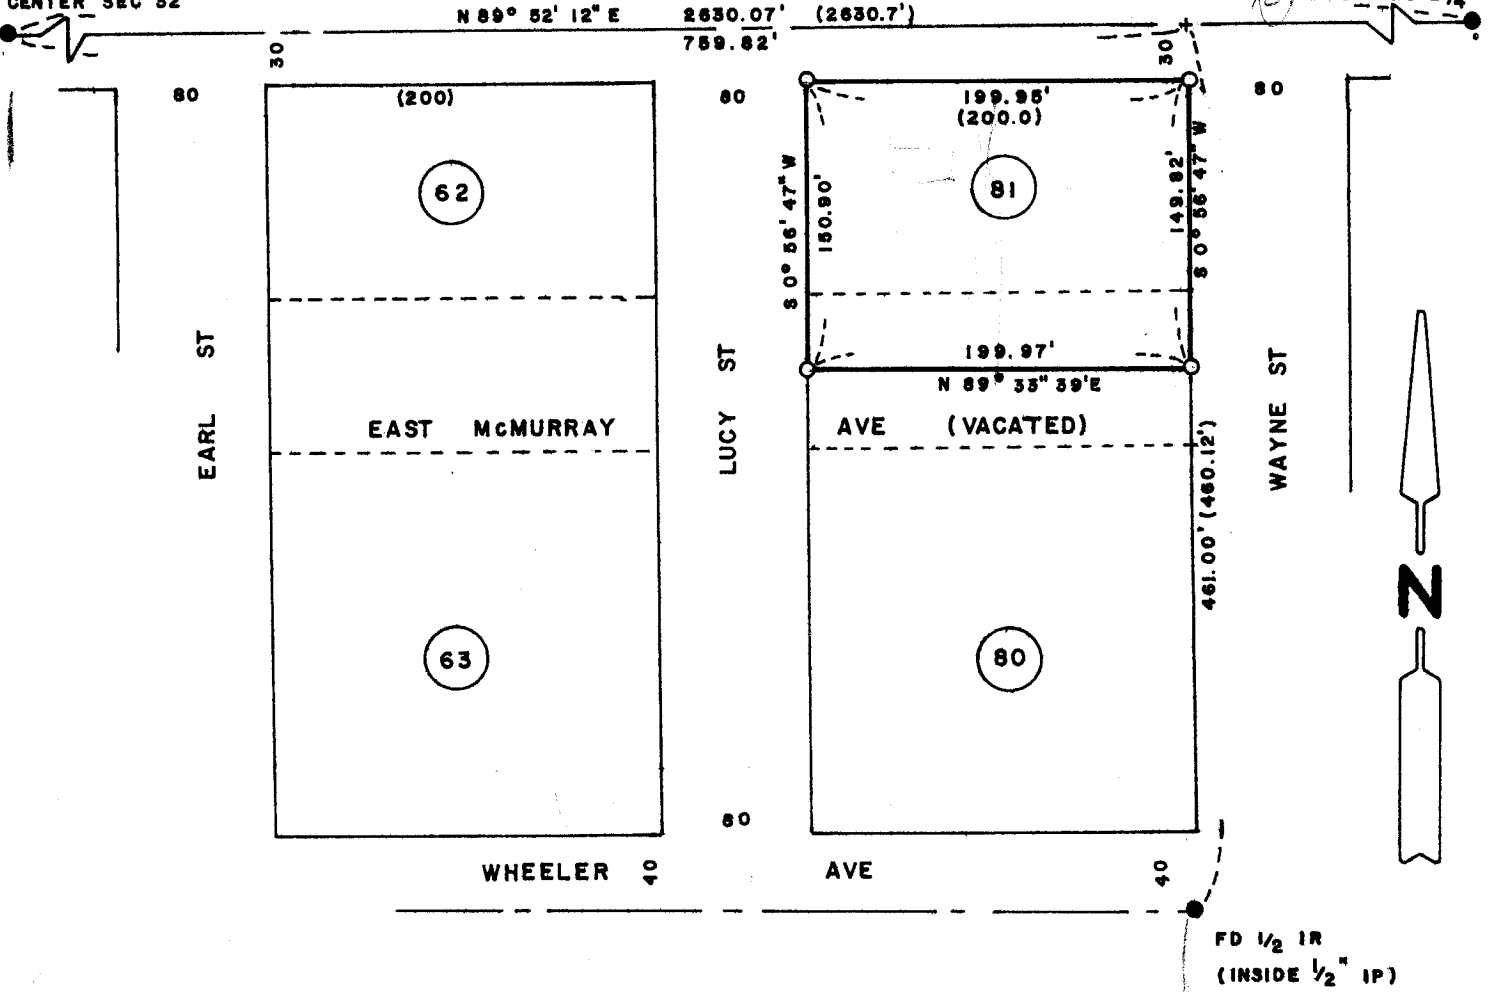 CENTER SEC 32
N 89° 52' 12" E 2630.07' (2630.7')
759.82'
30
30
80
(200)
80
199.95'
(200.0)
80
62
81
S 0° 56' 47" W
150.90'
149.82'
S 0° 56' 47" W
199.97'
N 89° 33" 39'E
EARL ST
LUCY ST
WAYNE ST
EAST McMURRAY AVE (VACATED)
461.00' (460.12')
N
63
80
80
WHEELER AVE
40
40
FD 1/2 IR
(INSIDE 1/2" IP)